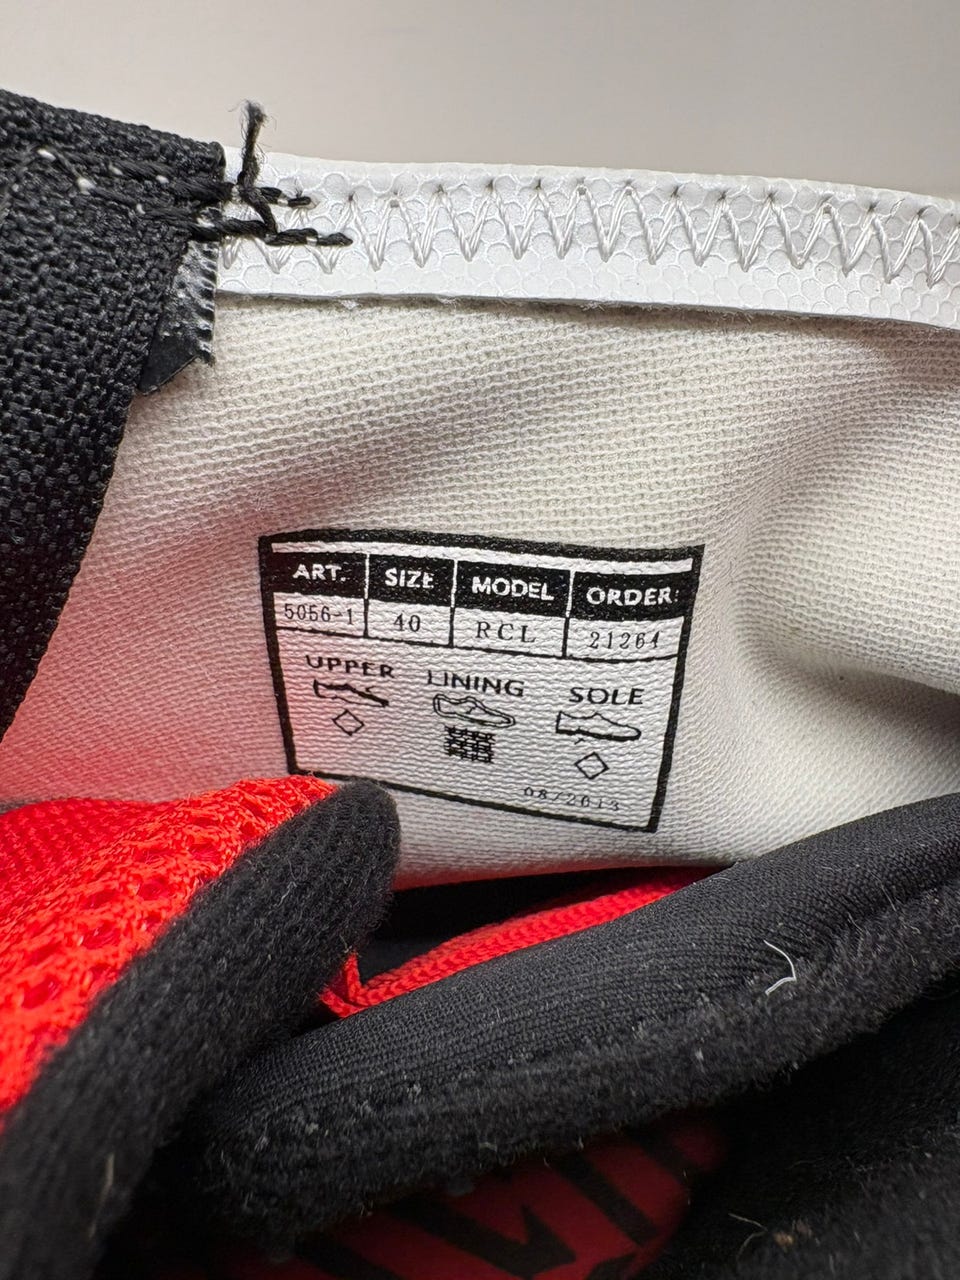 ART. SIZE MODEL ORDER:
5056-1 40 RCL 21264
UPPER LINING SOLE
08/2013